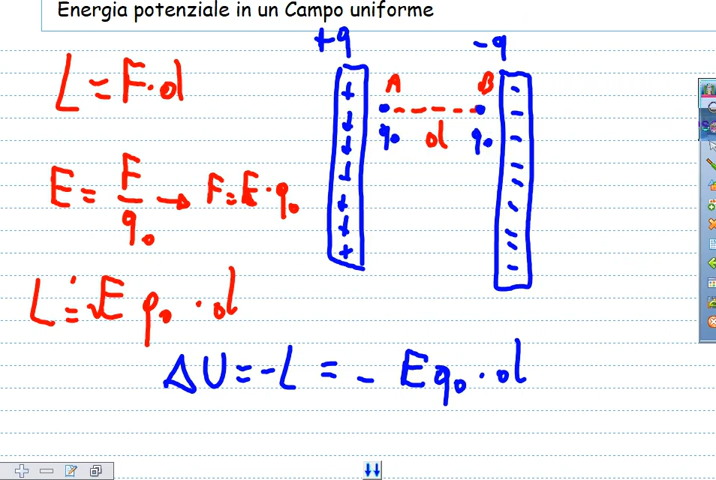 Energia potenziale in un Campo uniforme
+q -q
L = F · d
A B
q₀ d q₀
E = F / q₀ → F = E · q₀
L = E q₀ · d
ΔU = -L = - E q₀ · d